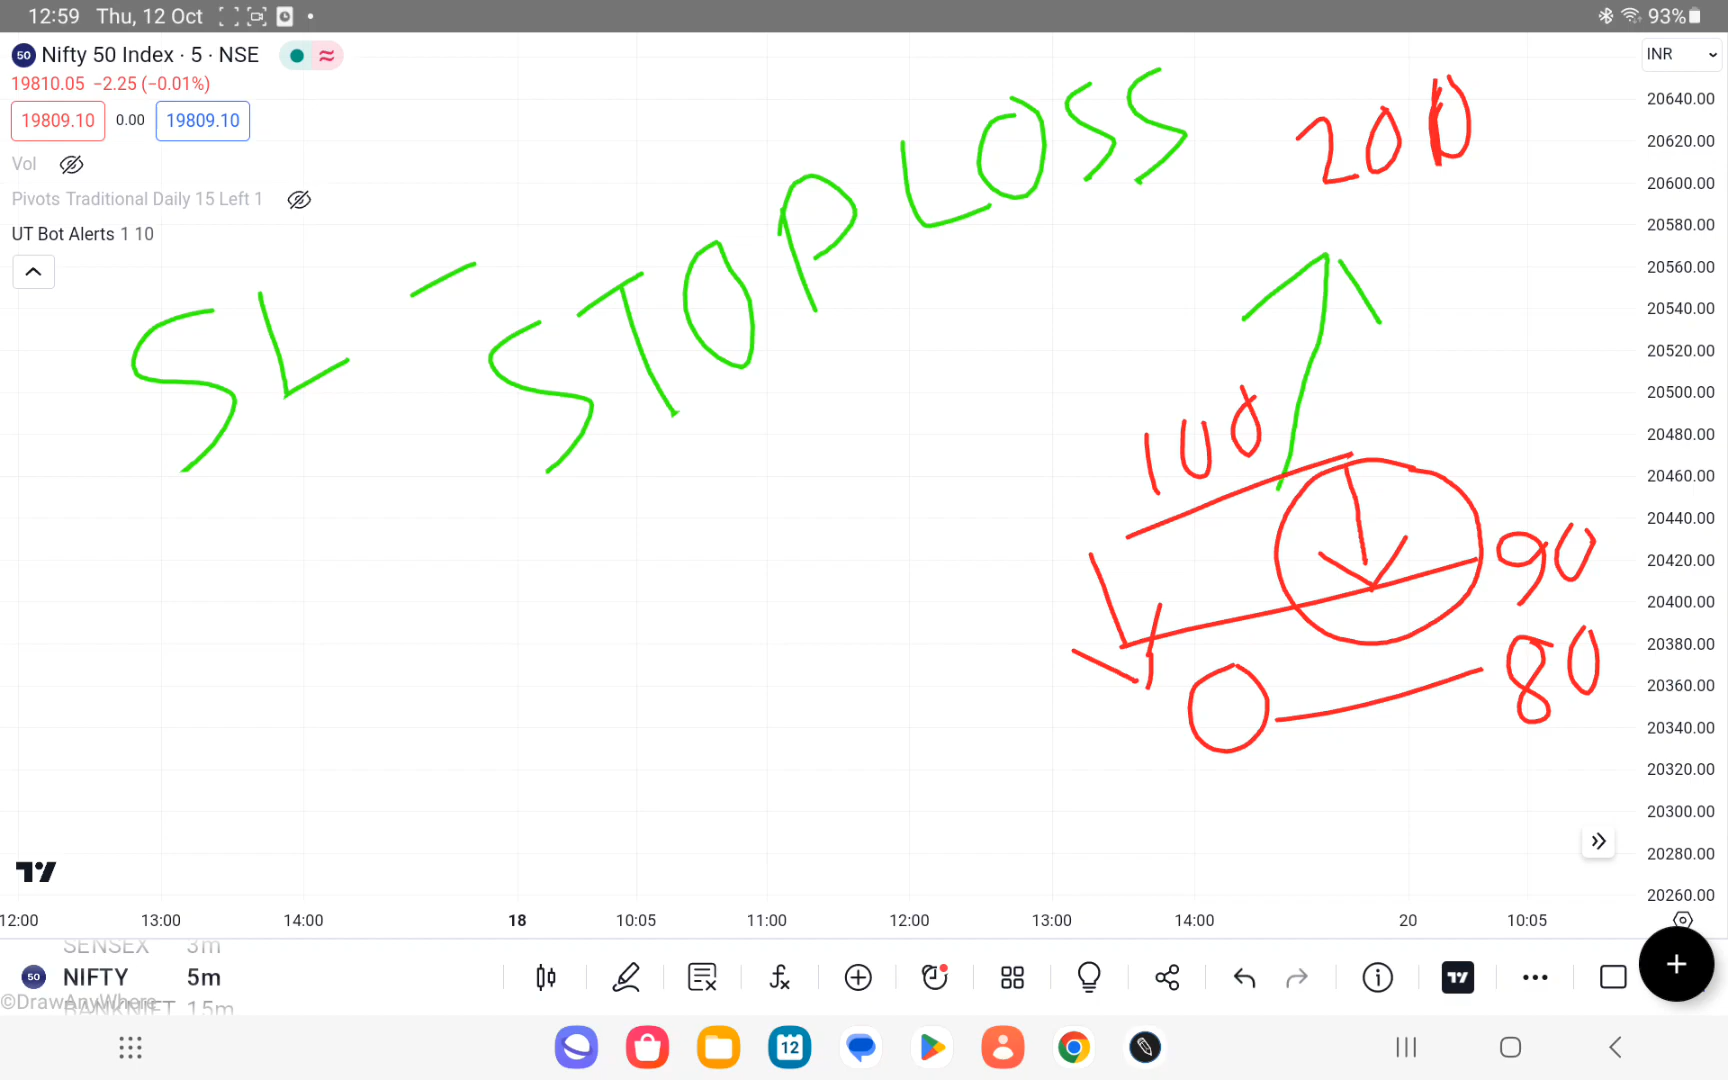 12:59 Thu, 12 Oct
93%
50 Nifty 50 Index · 5 · NSE
INR
19810.05 −2.25 (−0.01%)
19809.10 0.00 19809.10
Vol
Pivots Traditional Daily 15 Left 1
UT Bot Alerts 1 10
SL - STOP LOSS
200
100
90
80
20640.00
20620.00
20600.00
20580.00
20560.00
20540.00
20520.00
20500.00
20480.00
20460.00
20440.00
20420.00
20400.00
20380.00
20360.00
20340.00
20320.00
20300.00
20280.00
20260.00
12:00 13:00 14:00 18 10:05 11:00 12:00 13:00 14:00 20 10:05
SENSEX 3m
50 NIFTY 5m
BANKNIFT 15m
©DrawAnyWhere
12